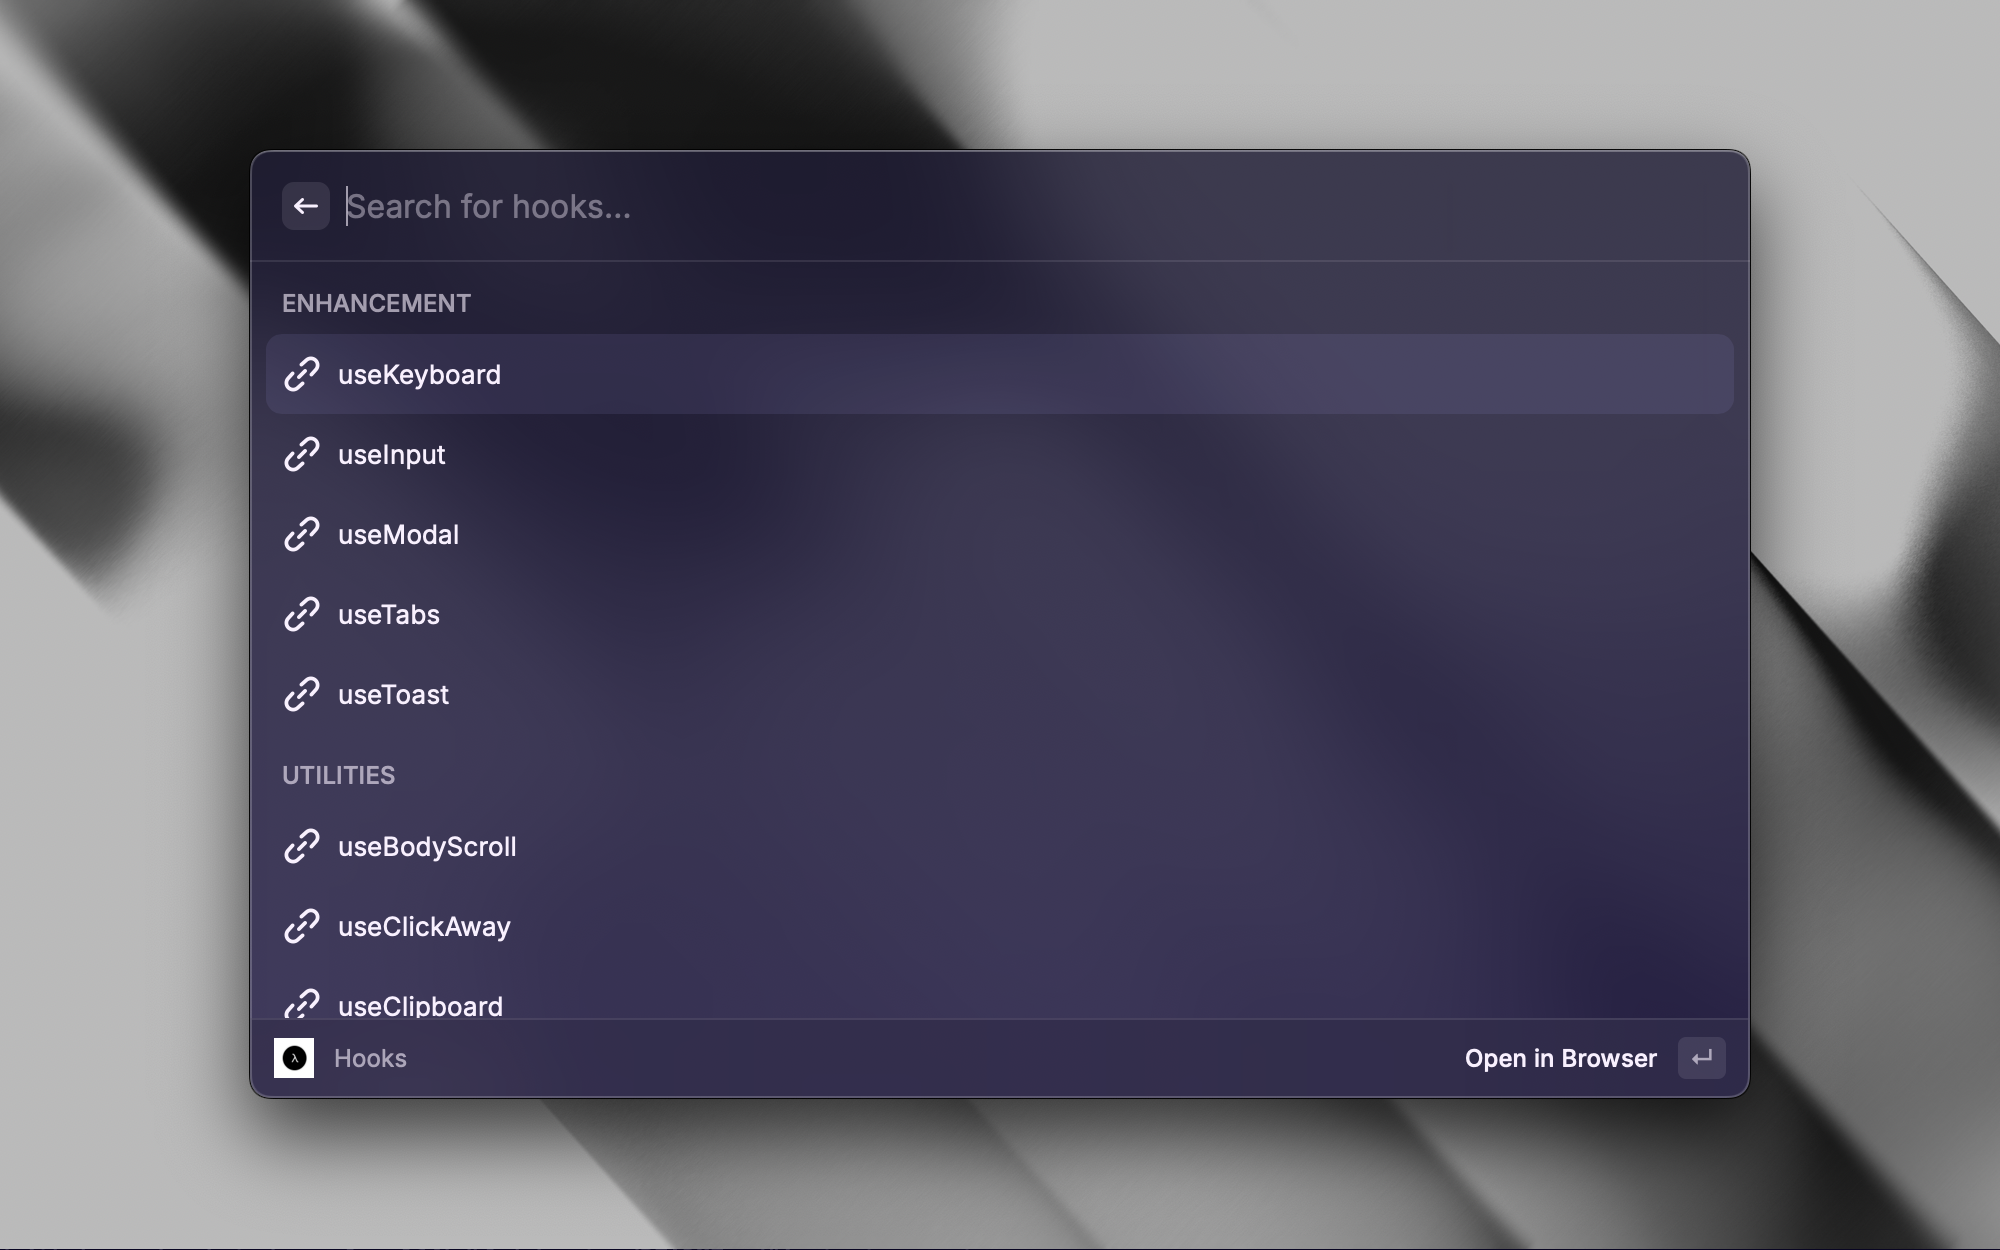 Search for hooks...
ENHANCEMENT
useKeyboard
useInput
useModal
useTabs
useToast
UTILITIES
useBodyScroll
useClickAway
useClipboard
λ
Hooks
Open in Browser